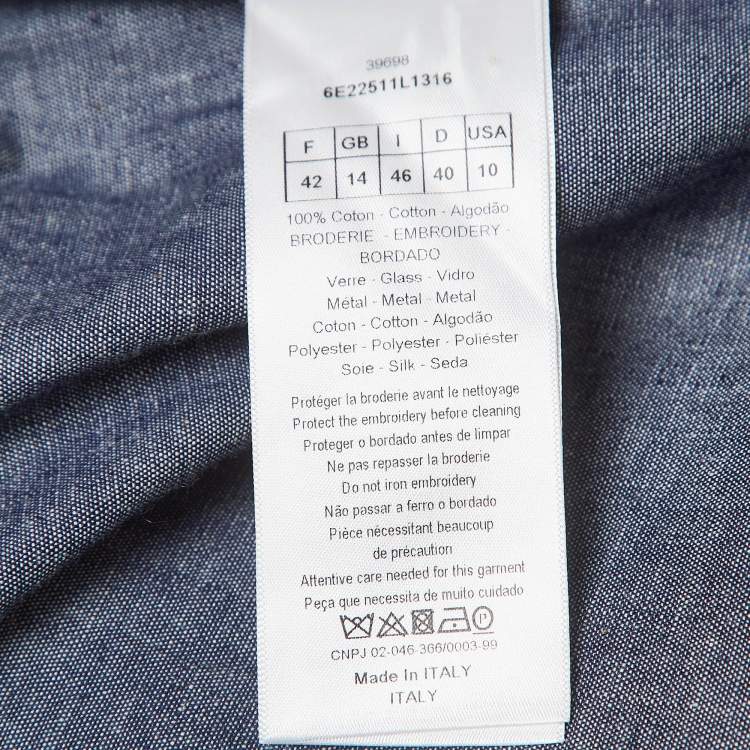 39698
6E22511L1316
F GB I D USA
42 14 46 40 10
100% Coton - Cotton - Algodão
BRODERIE - EMBROIDERY -
BORDADO
Verre - Glass - Vidro
Métal - Metal - Metal
Coton - Cotton - Algodão
Polyester - Polyester - Poliéster
Soie - Silk - Seda
Protéger la broderie avant le nettoyage
Protect the embroidery before cleaning
Proteger o bordado antes de limpar
Ne pas repasser la broderie
Do not iron embroidery
Não passar a ferro o bordado
Pièce nécessitant beaucoup
de précaution
Attentive care needed for this garment
Peça que necessita de muito cuidado
P
CNPJ 02-046-366/0003-99
Made In ITALY
ITALY